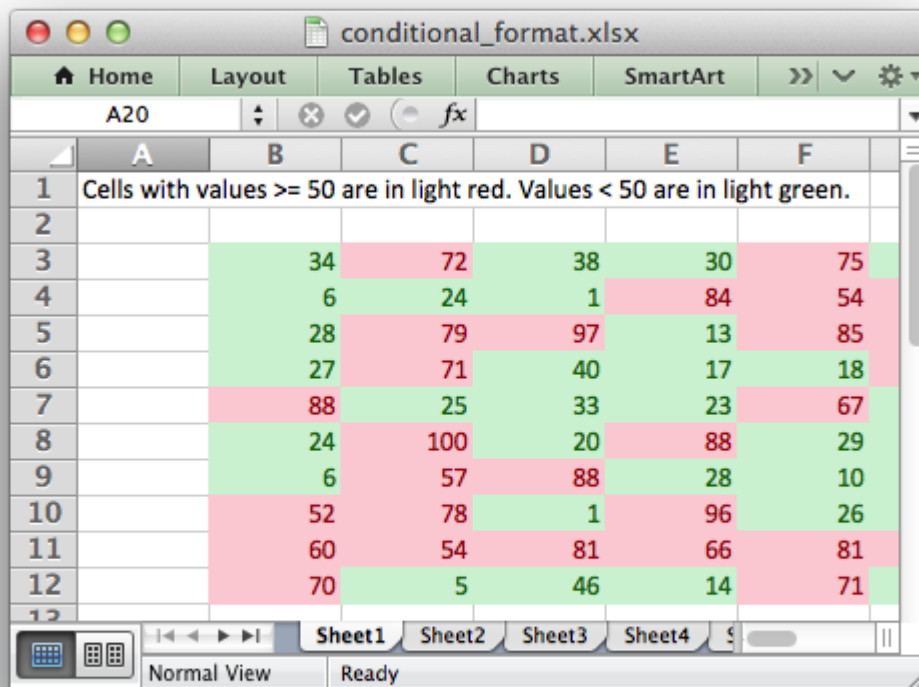 conditional_format.xlsx
Home Layout Tables Charts SmartArt
A20 fx
A B C D E F
1 Cells with values >= 50 are in light red. Values < 50 are in light green.
2
3 34 72 38 30 75
4 6 24 1 84 54
5 28 79 97 13 85
6 27 71 40 17 18
7 88 25 33 23 67
8 24 100 20 88 29
9 6 57 88 28 10
10 52 78 1 96 26
11 60 54 81 66 81
12 70 5 46 14 71
13
Sheet1 Sheet2 Sheet3 Sheet4
Normal View Ready